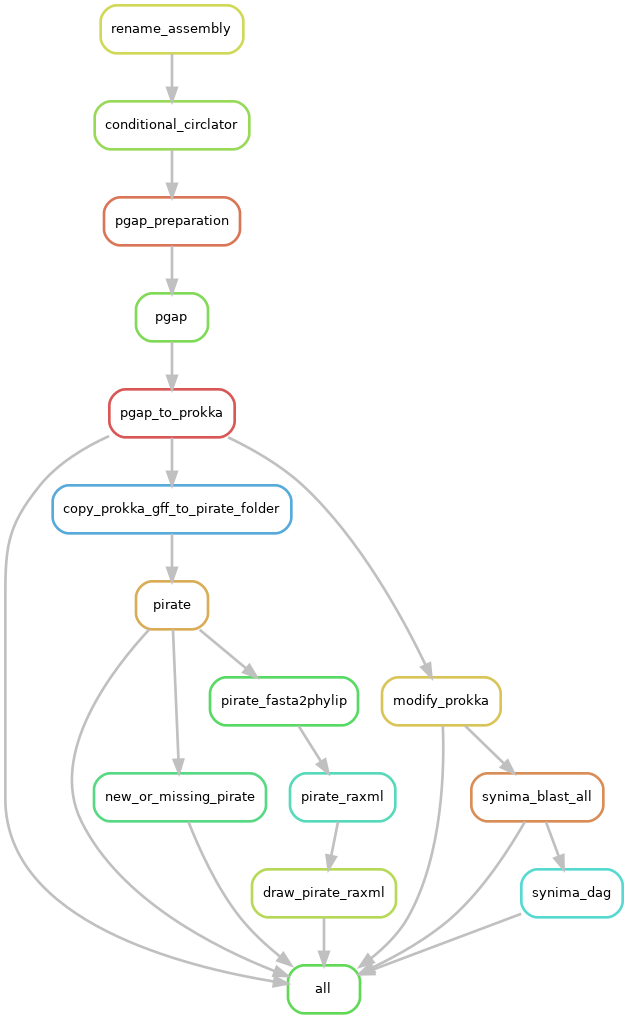 rename_assembly
conditional_circlator
pgap_preparation
pgap
pgap_to_prokka
copy_prokka_gff_to_pirate_folder
pirate
pirate_fasta2phylip
modify_prokka
new_or_missing_pirate
pirate_raxml
synima_blast_all
draw_pirate_raxml
synima_dag
all